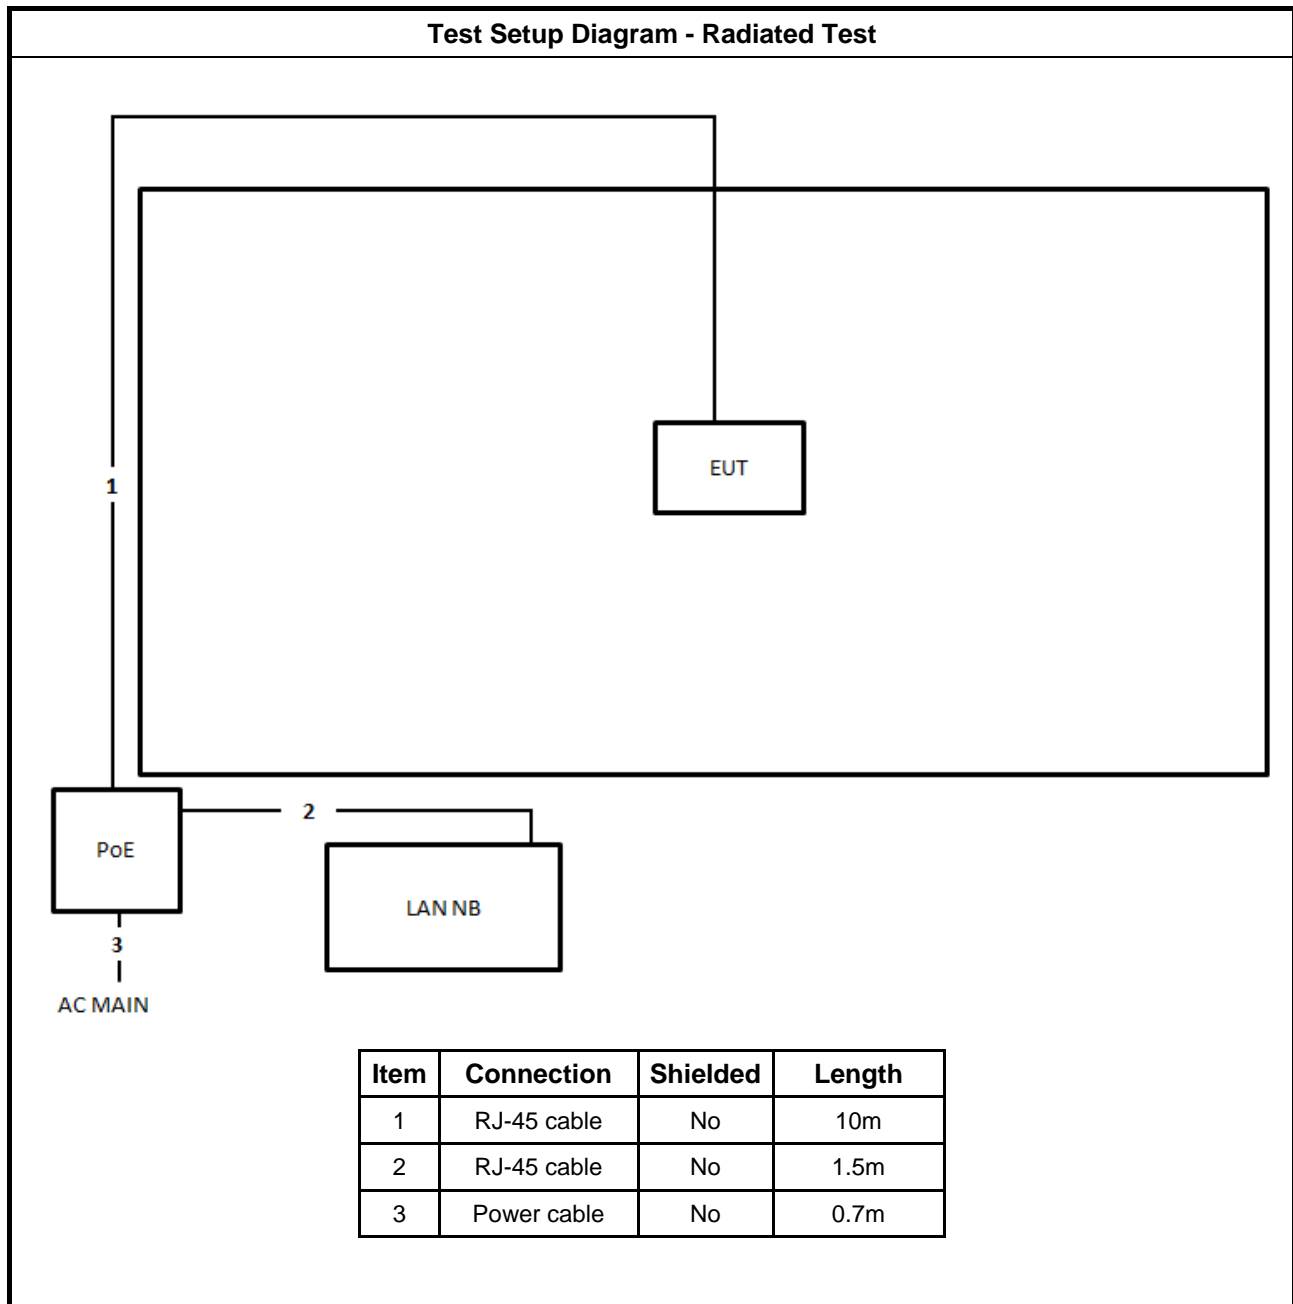 Test Setup Diagram - Radiated Test
EUT
1
2
PoE
LAN NB
3
AC MAIN
Item Connection Shielded Length
1 RJ-45 cable No 10m
2 RJ-45 cable No 1.5m
3 Power cable No 0.7m